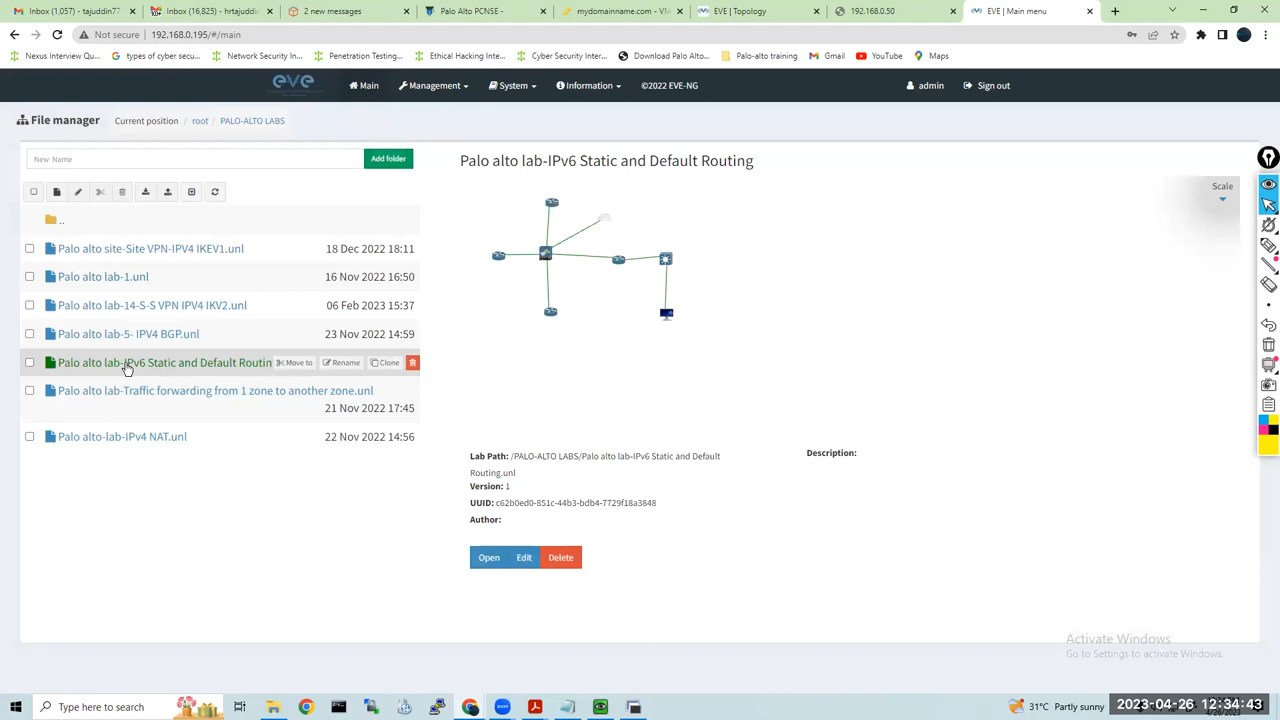 Inbox (1,057) - tajuddin77
Inbox (16,825) - hrtajuddin
2 new messages
Palo Alto PCNSE -
mydomainname.com - VM
EVE | Topology
192.168.0.50
EVE | Main menu
Not secure
192.168.0.195/#/main
Nexus Interview Qu...
types of cyber secu...
Network Security In...
Penetration Testing...
Ethical Hacking Inte...
Cyber Security Inter...
Download Palo Alto...
Palo-alto training
Gmail
YouTube
Maps
eve
Main
Management
System
Information
©2022 EVE-NG
admin
Sign out
File manager
Current position
root
PALO-ALTO LABS
New Name
Add folder
..
Palo alto site-Site VPN-IPV4 IKEV1.unl
18 Dec 2022 18:11
Palo alto lab-1.unl
16 Nov 2022 16:50
Palo alto lab-14-S-S VPN IPV4 IKV2.unl
06 Feb 2023 15:37
Palo alto lab-5- IPV4 BGP.unl
23 Nov 2022 14:59
Palo alto lab-IPv6 Static and Default Routin
Move to
Rename
Clone
Palo alto lab-Traffic forwarding from 1 zone to another zone.unl
21 Nov 2022 17:45
Palo alto-lab-IPv4 NAT.unl
22 Nov 2022 14:56
Palo alto lab-IPv6 Static and Default Routing
Scale
Lab Path: /PALO-ALTO LABS/Palo alto lab-IPv6 Static and Default
Routing.unl
Version: 1
UUID: c62b0ed0-851c-44b3-bdb4-7729f18a3848
Author:
Description:
Open
Edit
Delete
Activate Windows
Go to Settings to activate Windows.
Type here to search
31°C Partly sunny
2023-04-26 12:34:43